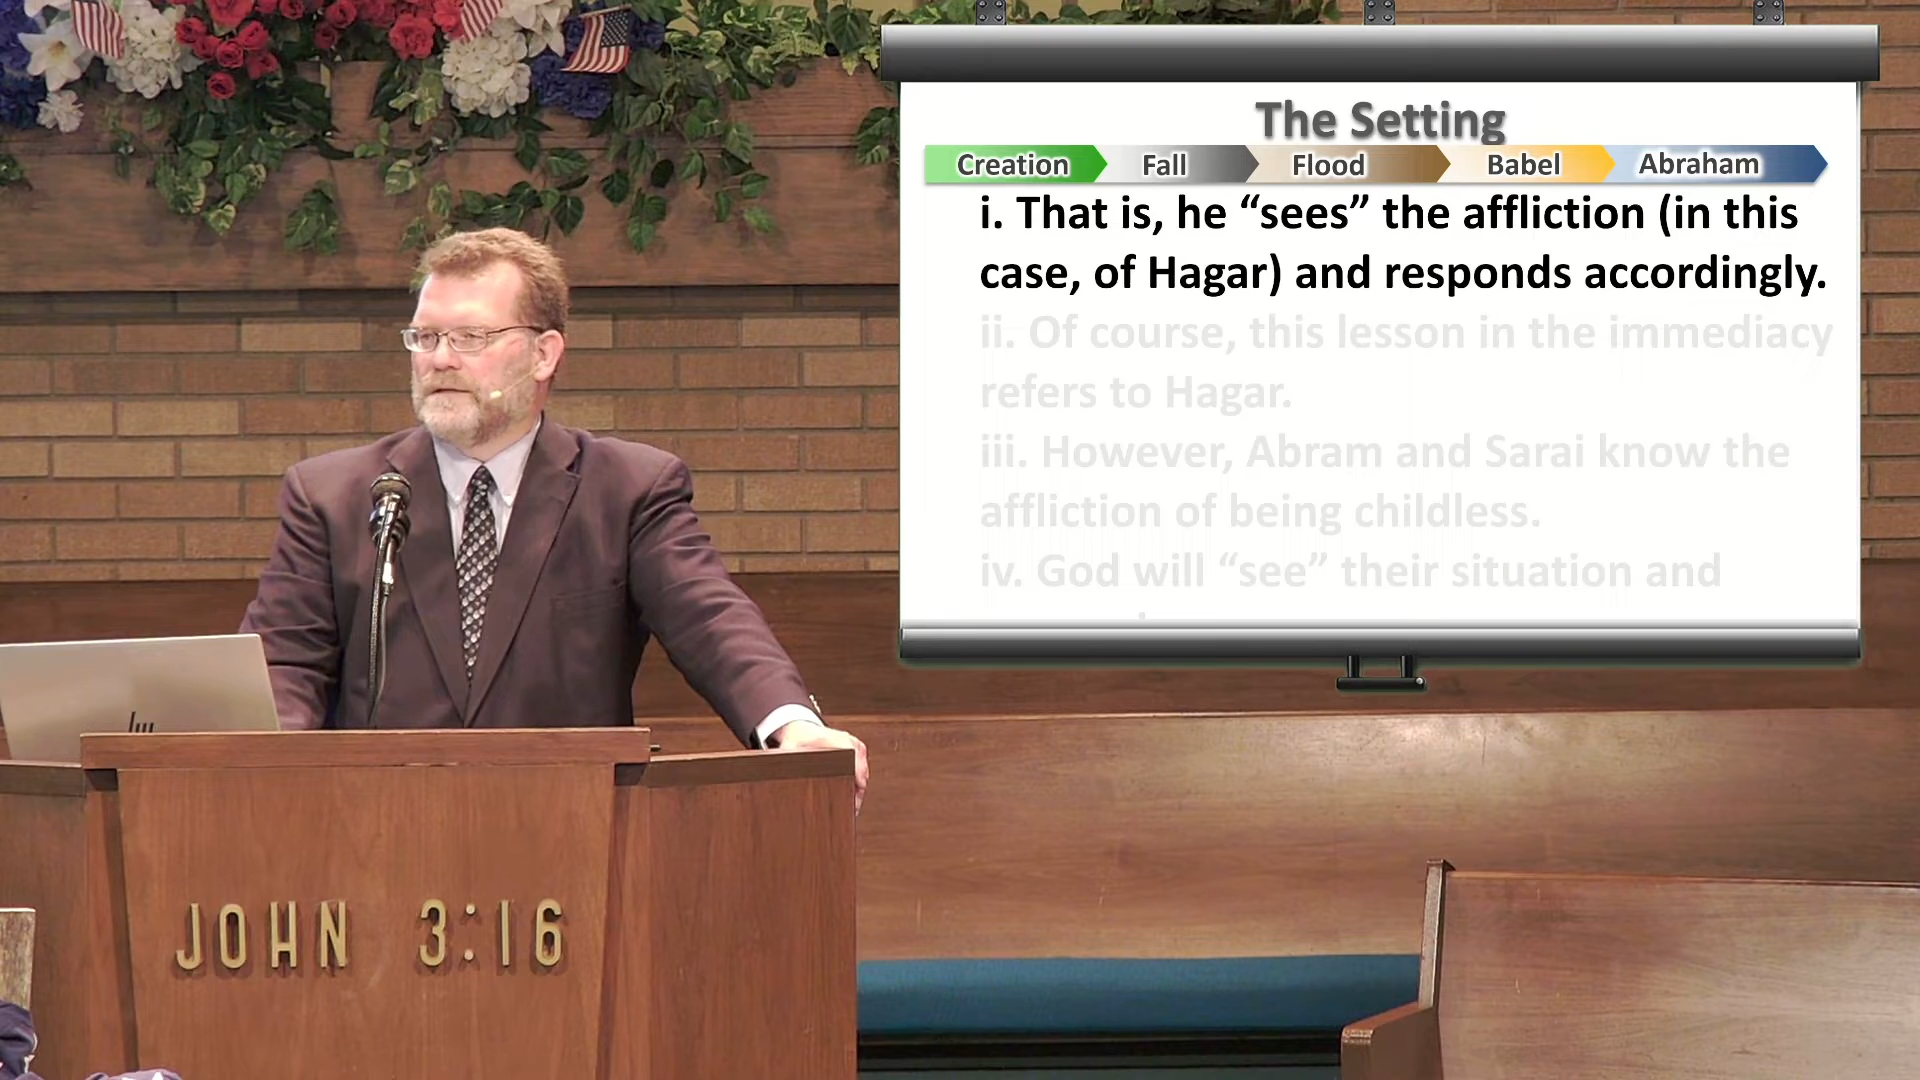 The Setting
Creation Fall Flood Babel Abraham
i. That is, he “sees” the affliction (in this
case, of Hagar) and responds accordingly.
ii. Of course, this lesson in the immediacy
refers to Hagar.
iii. However, Abram and Sarai know the
affliction of being childless.
iv. God will “see” their situation and
hp
JOHN 3:16